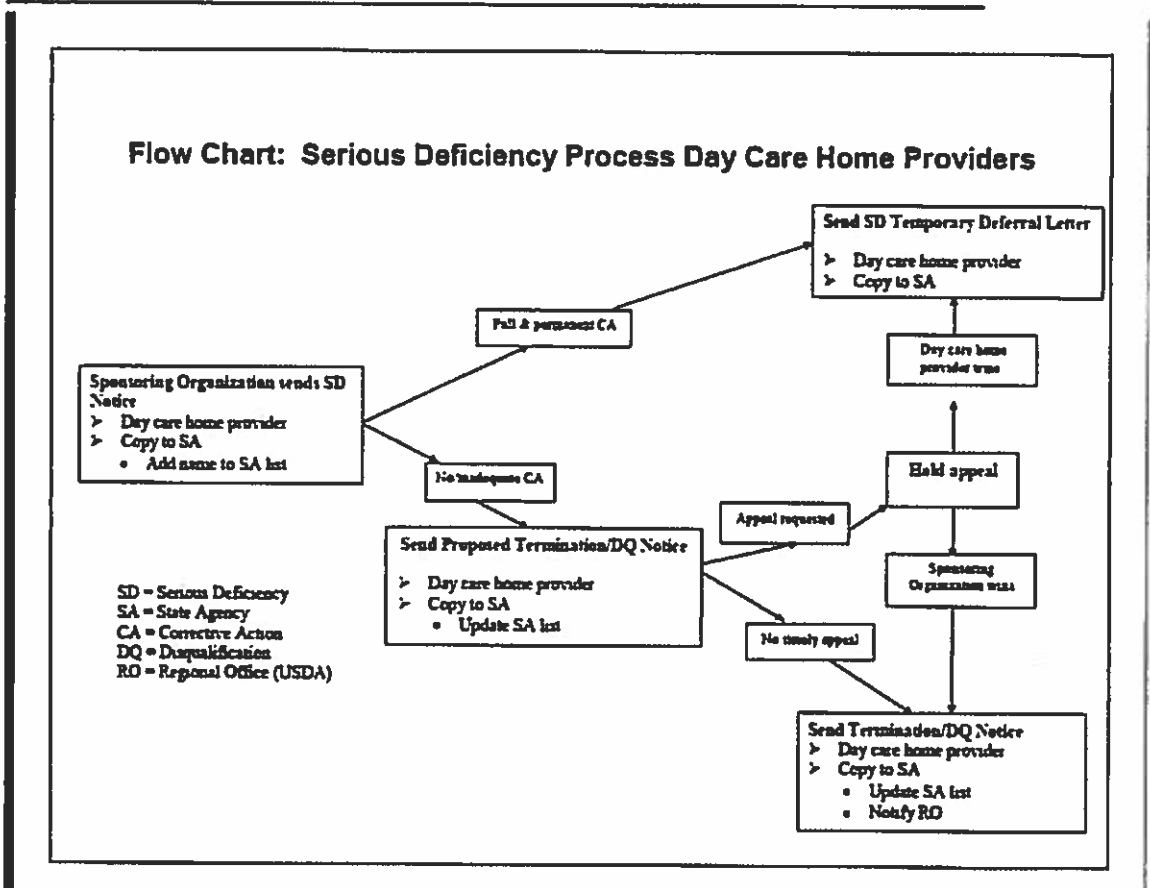 Flow Chart: Serious Deficiency Process Day Care Home Providers
Send SD Temporary Deferral Letter
➢ Day care home provider
➢ Copy to SA
Full & permanent CA
Day care home
provider wins
Sponsoring Organization sends SD
Notice
➢ Day care home provider
➢ Copy to SA
• Add name to SA list
No/inadequate CA
Hold appeal
Appeal requested
Send Proposed Termination/DQ Notice
➢ Day care home provider
➢ Copy to SA
• Update SA list
Sponsoring
Organization wins
No timely appeal
SD = Serious Deficiency
SA = State Agency
CA = Corrective Action
DQ = Disqualification
RO = Regional Office (USDA)
Send Termination/DQ Notice
➢ Day care home provider
➢ Copy to SA
• Update SA list
• Notify RO